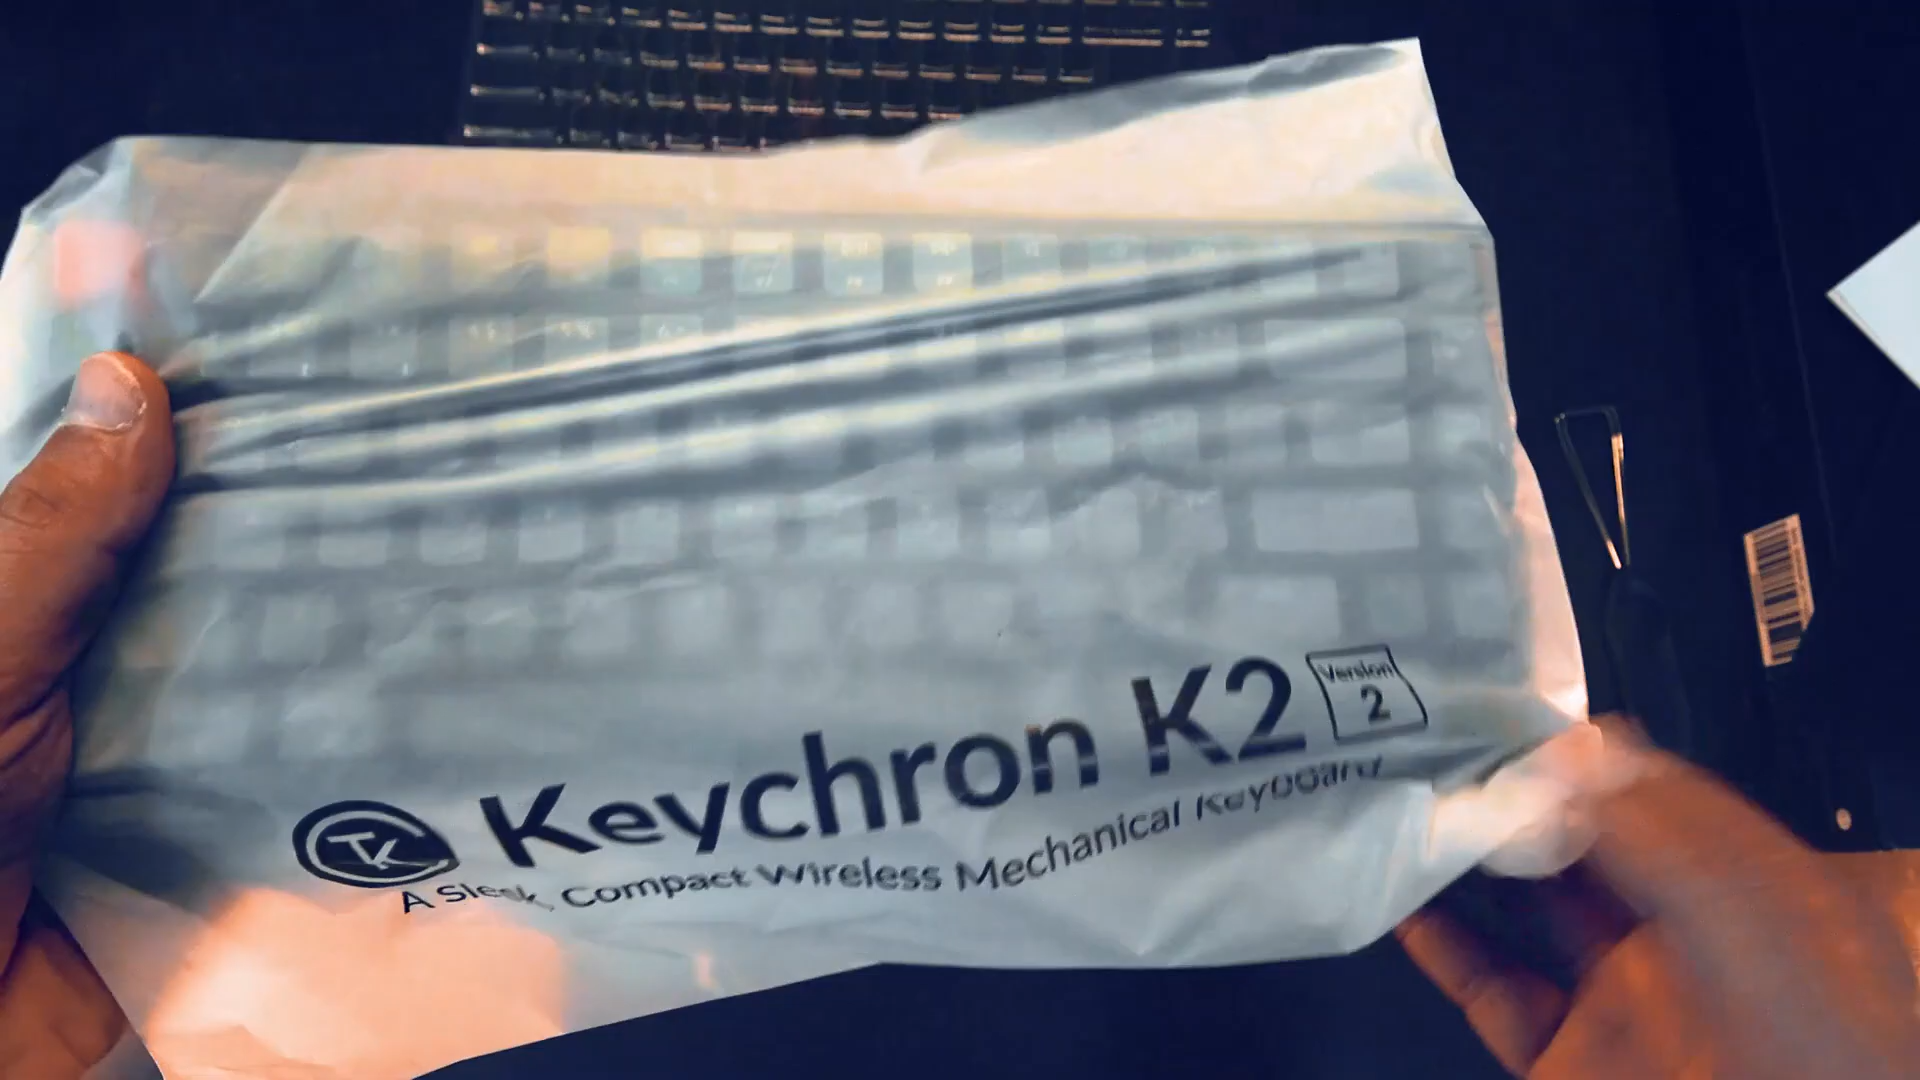 Keychron K2 Version 2
A Sleek, Compact Wireless Mechanical Keyboard